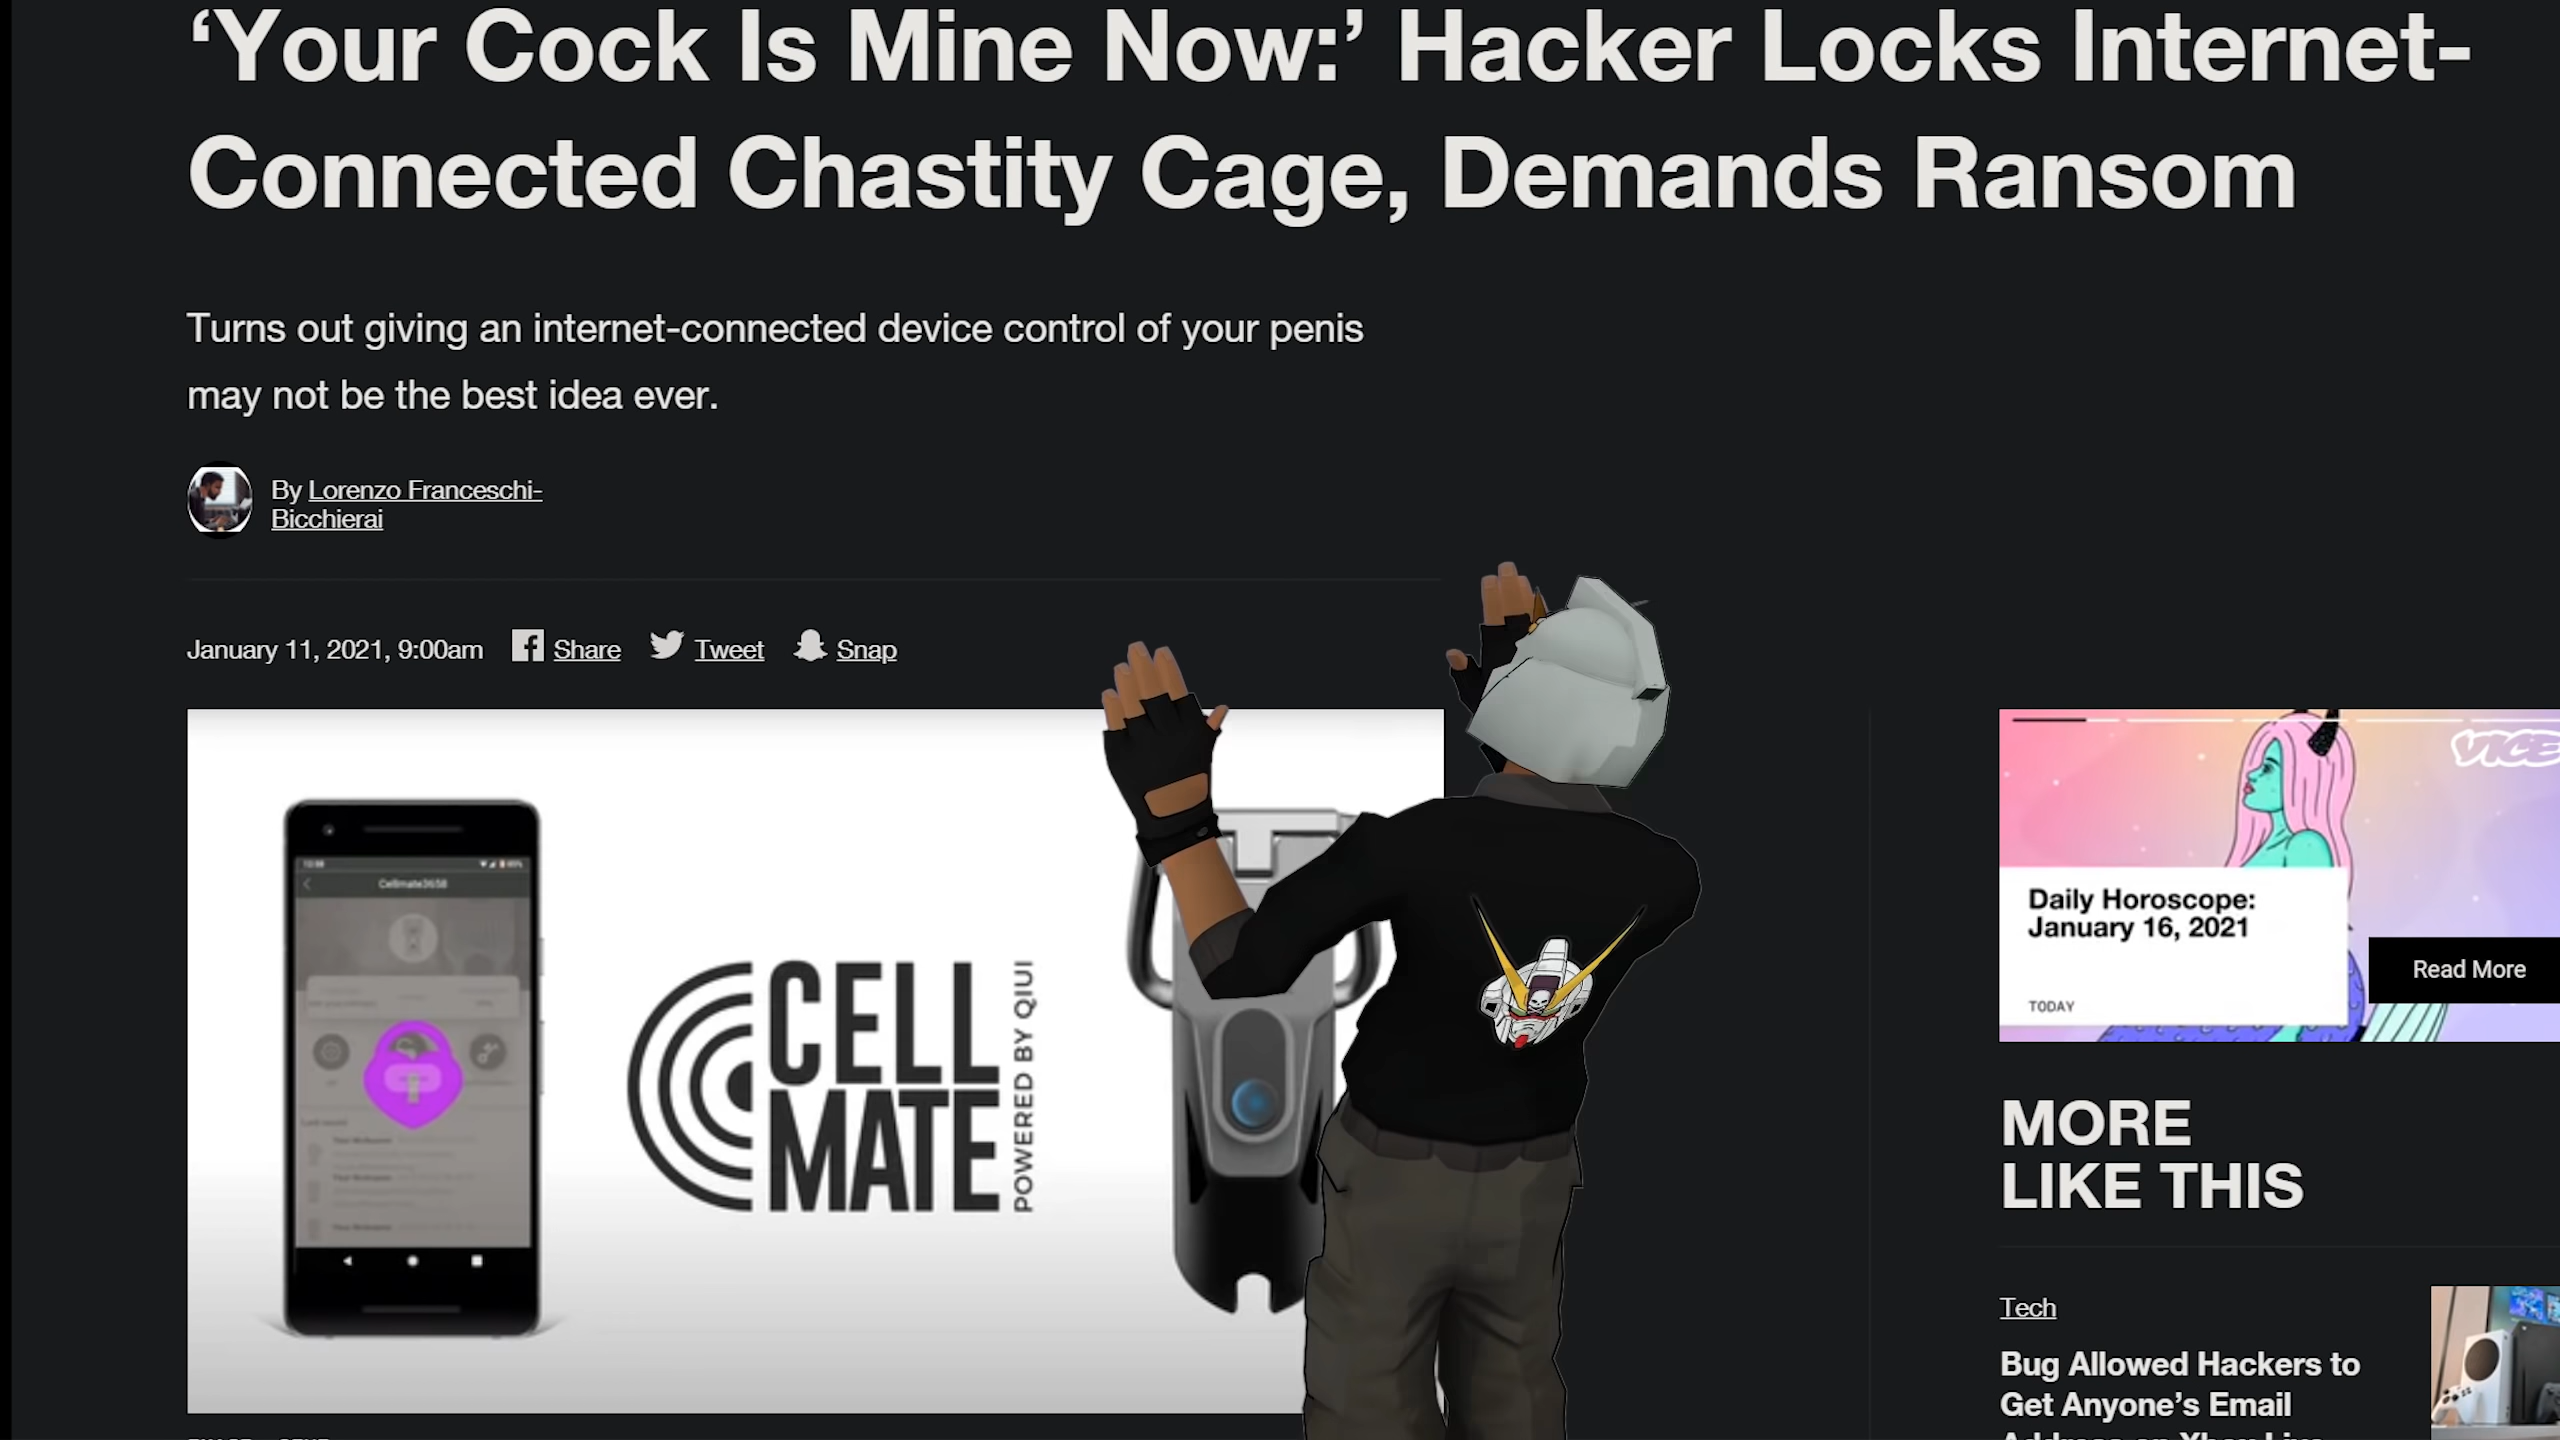 ‘Your Cock Is Mine Now:’ Hacker Locks Internet-
Connected Chastity Cage, Demands Ransom
Turns out giving an internet-connected device control of your penis
may not be the best idea ever.
By Lorenzo Franceschi-
Bicchierai
January 11, 2021, 9:00am
Share
Tweet
Snap
Cellmate3658
CELL
MATE
POWERED BY QIUI
VICE
Daily Horoscope:
January 16, 2021
TODAY
Read More
MORE
LIKE THIS
Tech
Bug Allowed Hackers to
Get Anyone’s Email